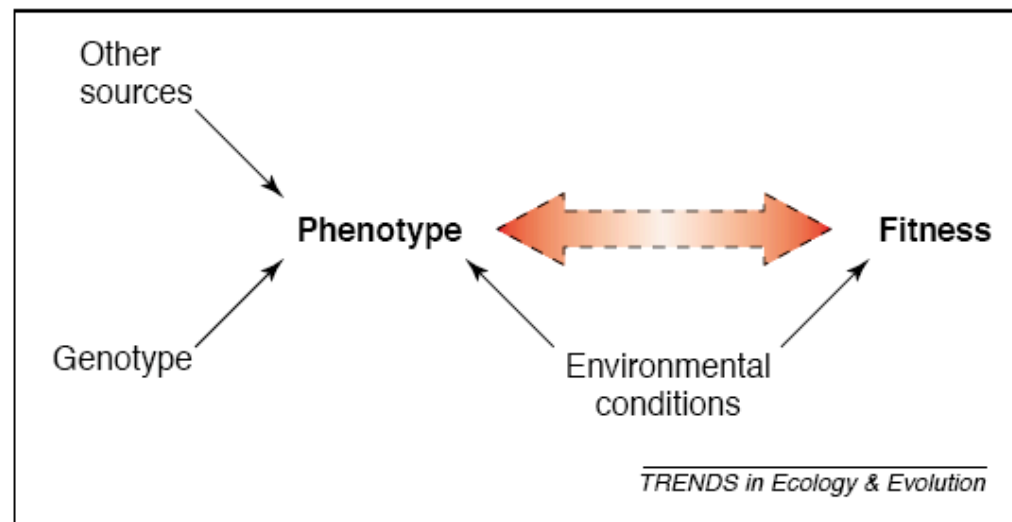 Other
sources
Phenotype
Fitness
Genotype
Environmental
conditions
TRENDS in Ecology & Evolution